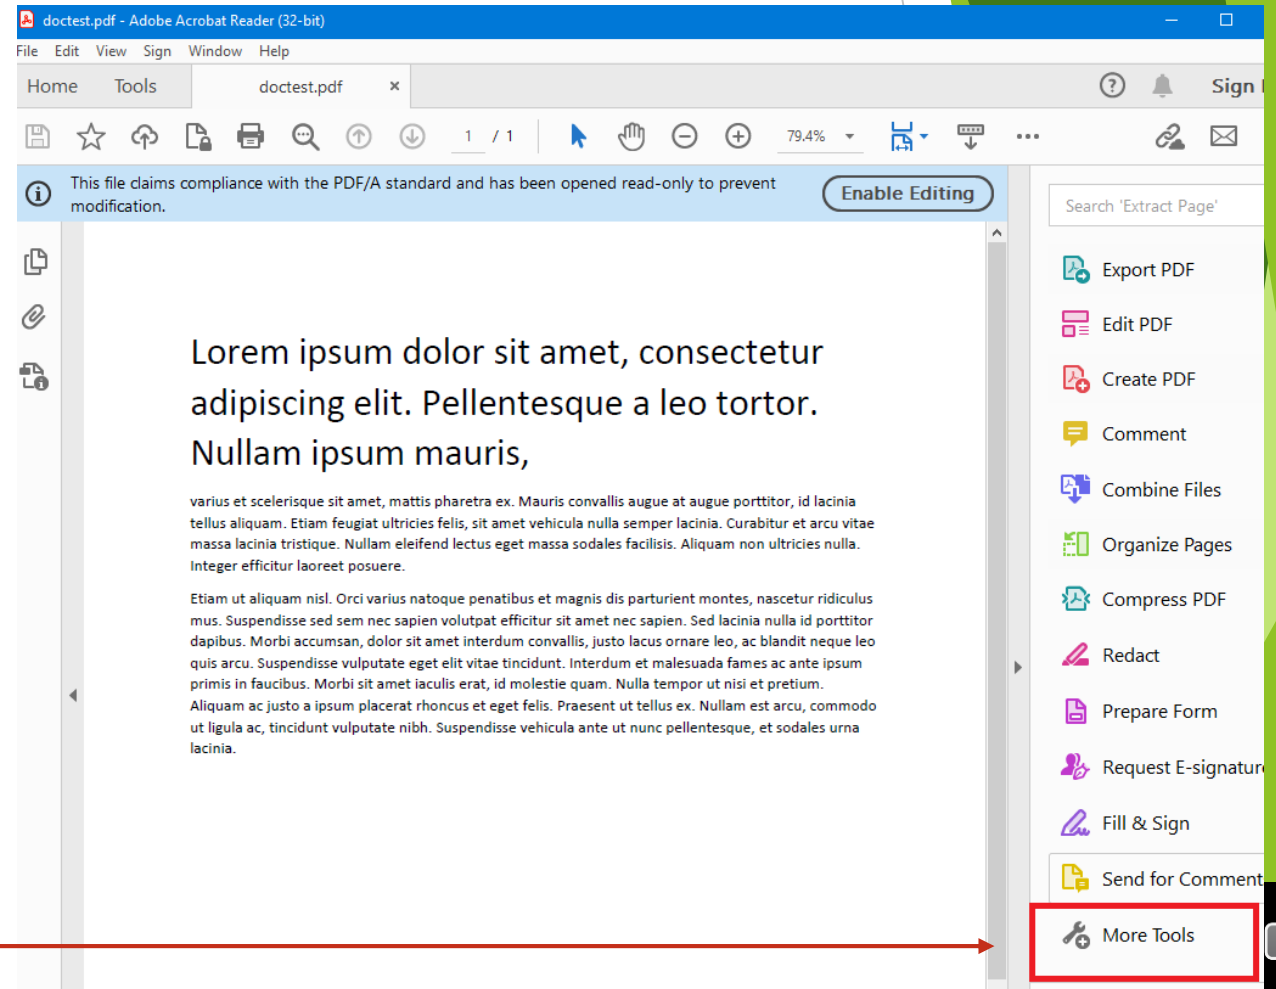 doctest.pdf - Adobe Acrobat Reader (32-bit)
File Edit View Sign Window Help
Home Tools doctest.pdf × Sign
1 / 1 79.4%
This file claims compliance with the PDF/A standard and has been opened read-only to prevent
modification.
Enable Editing
Lorem ipsum dolor sit amet, consectetur
adipiscing elit. Pellentesque a leo tortor.
Nullam ipsum mauris,
varius et scelerisque sit amet, mattis pharetra ex. Mauris convallis augue at augue porttitor, id lacinia
tellus aliquam. Etiam feugiat ultricies felis, sit amet vehicula nulla semper lacinia. Curabitur et arcu vitae
massa lacinia tristique. Nullam eleifend lectus eget massa sodales facilisis. Aliquam non ultricies nulla.
Integer efficitur laoreet posuere.
Etiam ut aliquam nisl. Orci varius natoque penatibus et magnis dis parturient montes, nascetur ridiculus
mus. Suspendisse sed sem nec sapien volutpat efficitur sit amet nec sapien. Sed lacinia nulla id porttitor
dapibus. Morbi accumsan, dolor sit amet interdum convallis, justo lacus ornare leo, ac blandit neque leo
quis arcu. Suspendisse vulputate eget elit vitae tincidunt. Interdum et malesuada fames ac ante ipsum
primis in faucibus. Morbi sit amet iaculis erat, id molestie quam. Nulla tempor ut nisi et pretium.
Aliquam ac justo a ipsum placerat rhoncus et eget felis. Praesent ut tellus ex. Nullam est arcu, commodo
ut ligula ac, tincidunt vulputate nibh. Suspendisse vehicula ante ut nunc pellentesque, et sodales urna
lacinia.
Search 'Extract Page'
Export PDF
Edit PDF
Create PDF
Comment
Combine Files
Organize Pages
Compress PDF
Redact
Prepare Form
Request E-signature
Fill & Sign
Send for Comment
More Tools